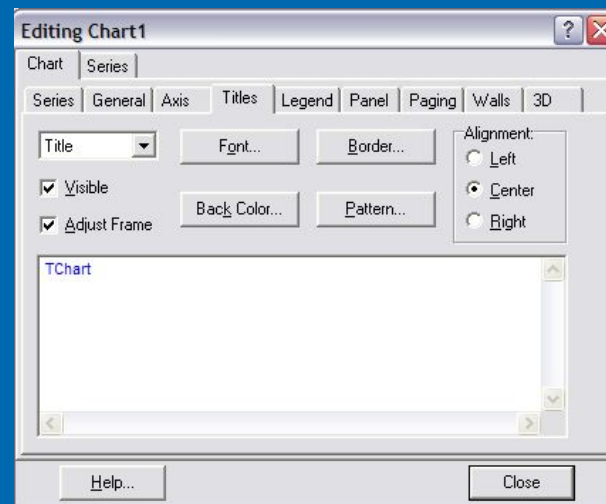 Editing Chart1
Chart Series
Series General Axis Titles Legend Panel Paging Walls 3D
Title Font... Border... Alignment:
Left
Visible
Center
Back Color... Pattern...
Adjust Frame Right
TChart
Help... Close